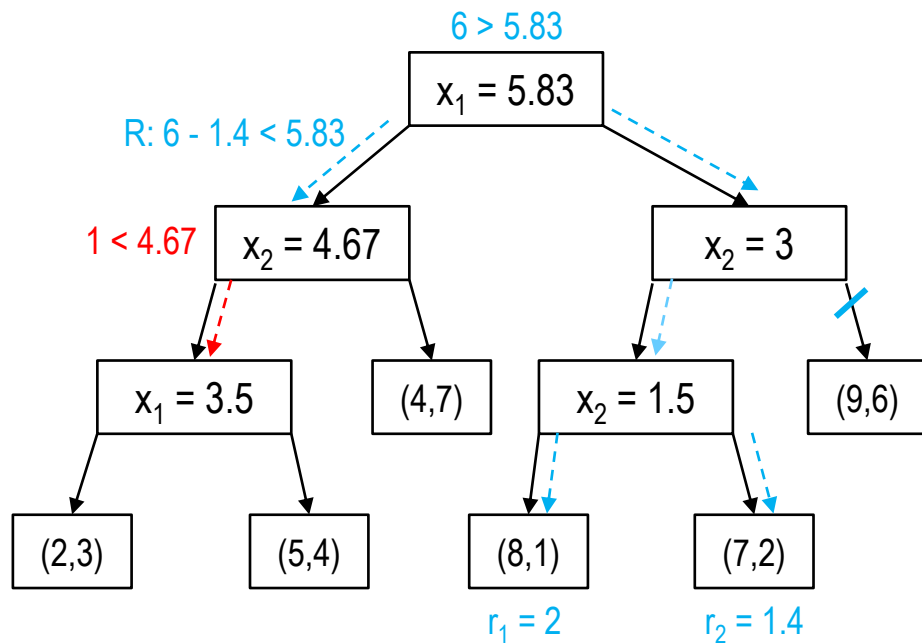 6 > 5.83
x₁ = 5.83
R: 6 - 1.4 < 5.83
1 < 4.67
x₂ = 4.67
x₂ = 3
x₁ = 3.5
(4,7)
x₂ = 1.5
(9,6)
(2,3)
(5,4)
(8,1)
(7,2)
r₁ = 2
r₂ = 1.4